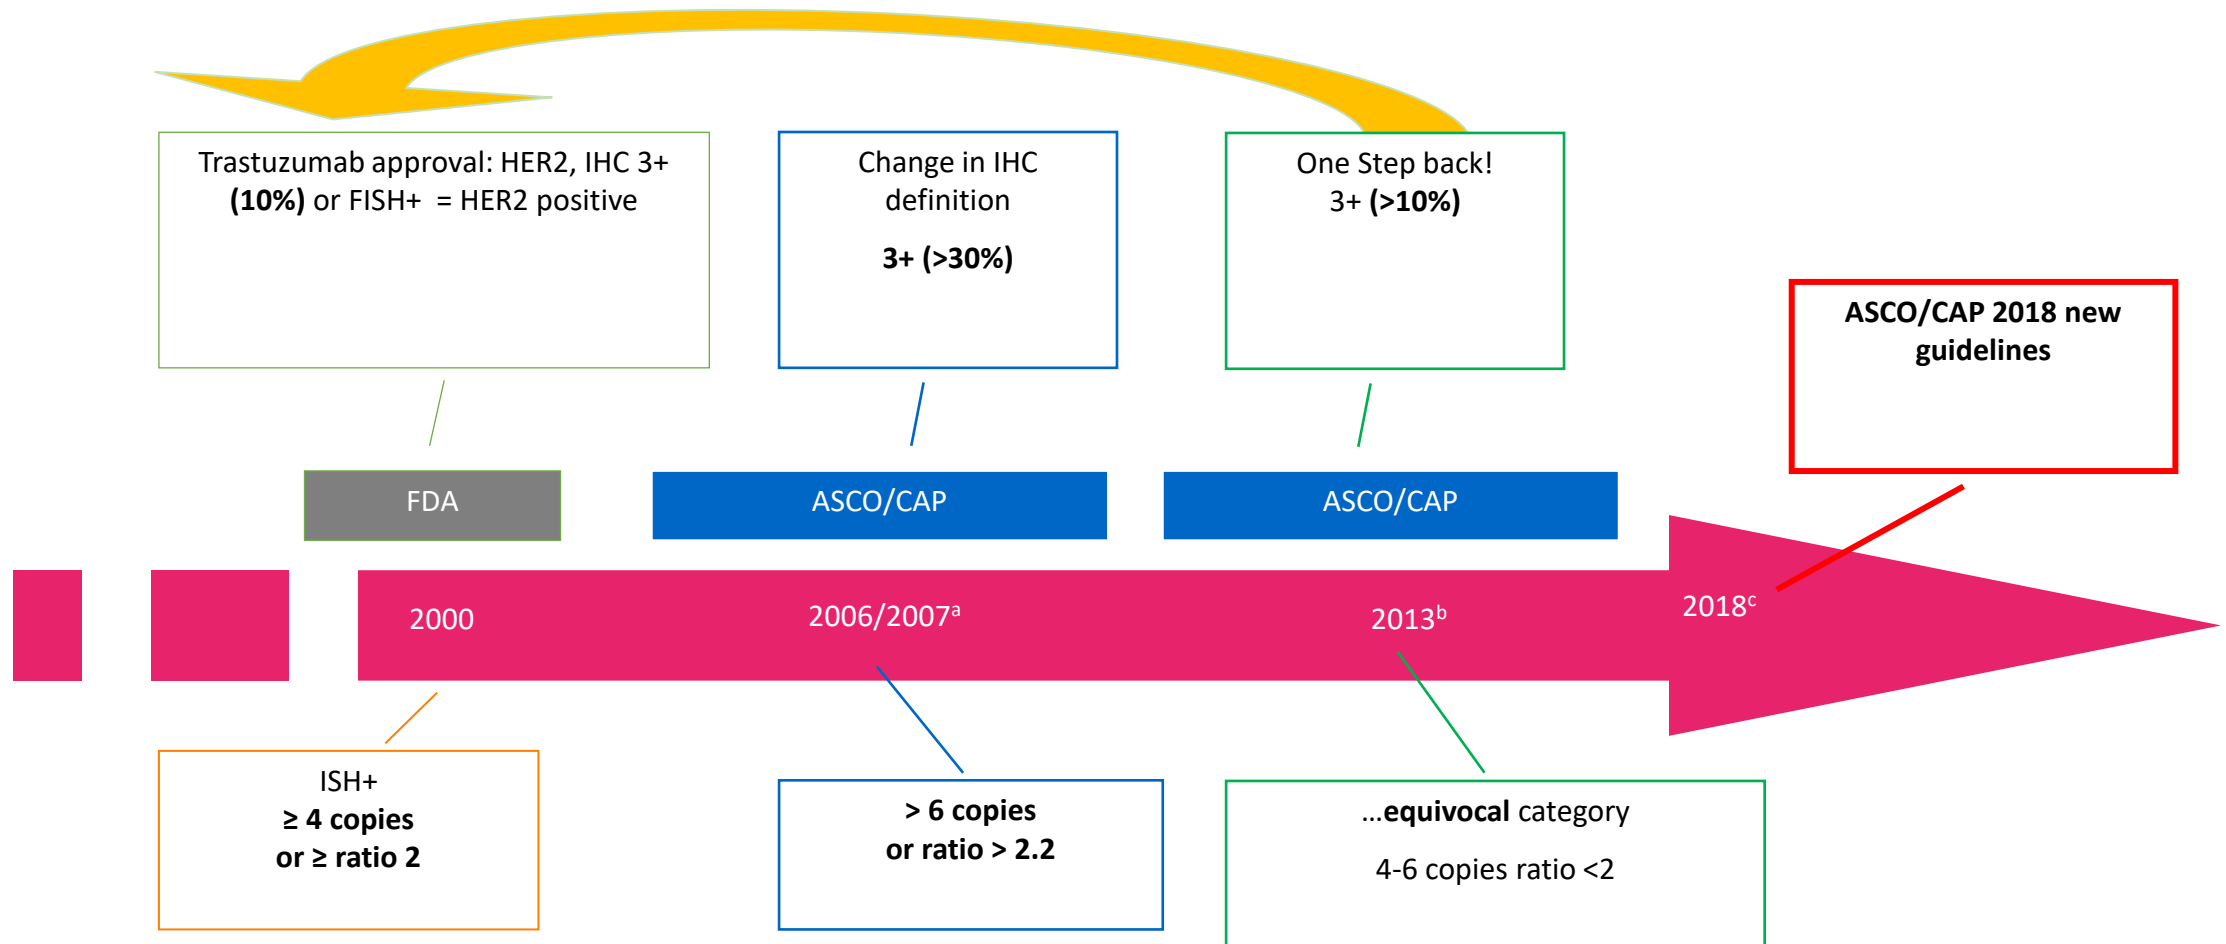 Trastuzumab approval: HER2, IHC 3+
(10%) or FISH+ = HER2 positive
Change in IHC
definition
3+ (>30%)
One Step back!
3+ (>10%)
ASCO/CAP 2018 new
guidelines
FDA
ASCO/CAP
ASCO/CAP
2000
2006/2007ᵃ
2013ᵇ
2018ᶜ
ISH+
≥ 4 copies
or ≥ ratio 2
> 6 copies
or ratio > 2.2
...equivocal category
4-6 copies ratio <2